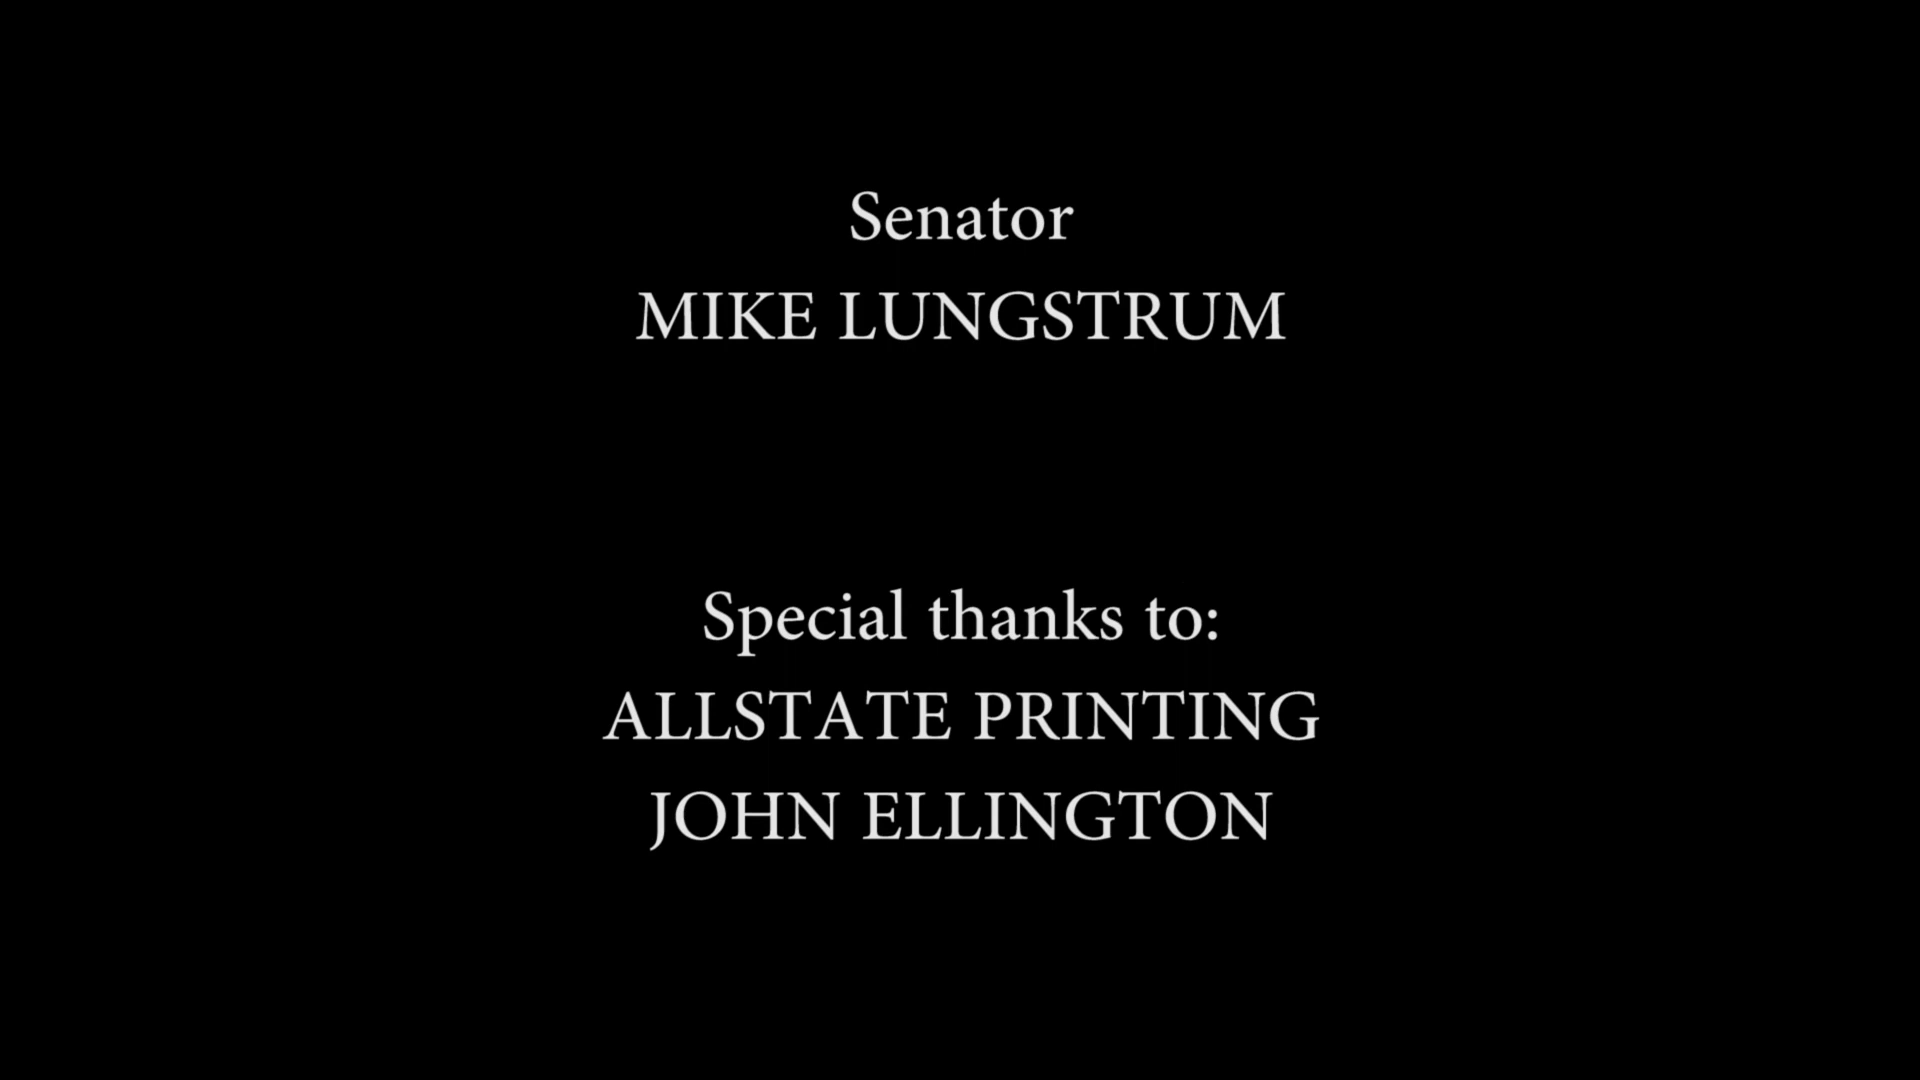 Senator
MIKE LUNGSTRUM
Special thanks to:
ALLSTATE PRINTING
JOHN ELLINGTON